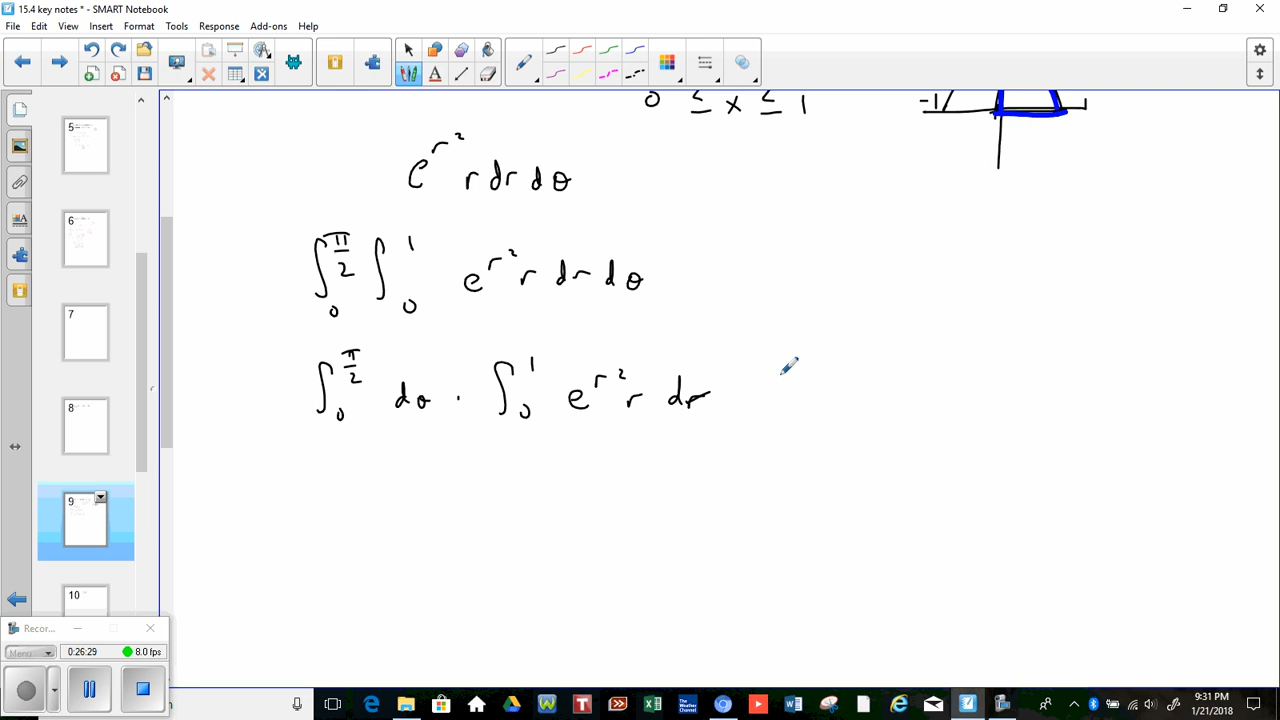 15.4 key notes * - SMART Notebook
File Edit View Insert Format Tools Response Add-ons Help
0 ≤ x ≤ 1
-1 1
e^{r^2} r dr dθ
∫_0^{π/2} ∫_0^1 e^{r^2} r dr dθ
∫_0^{π/2} dθ · ∫_0^1 e^{r^2} r dr
5
6
7
8
9
10
Recor...
Menu 0:26:29 8.0 fps
9:31 PM
1/21/2018